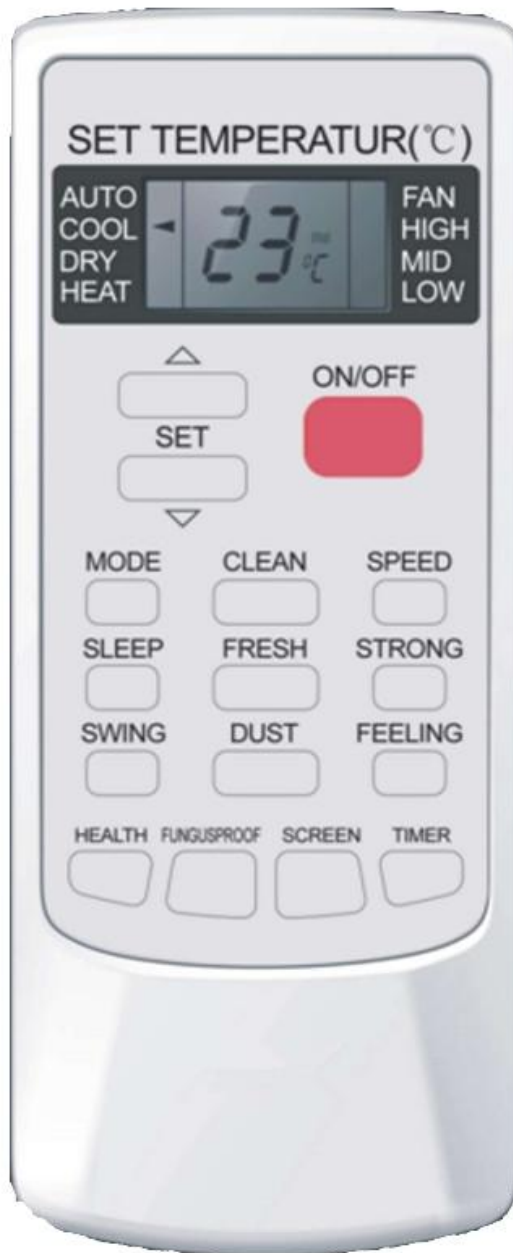 SET TEMPERATUR(℃)
AUTO
COOL
DRY
HEAT
23 °C
FAN
HIGH
MID
LOW
ON/OFF
SET
MODE CLEAN SPEED
SLEEP FRESH STRONG
SWING DUST FEELING
HEALTH FUNGUSPROOF SCREEN TIMER